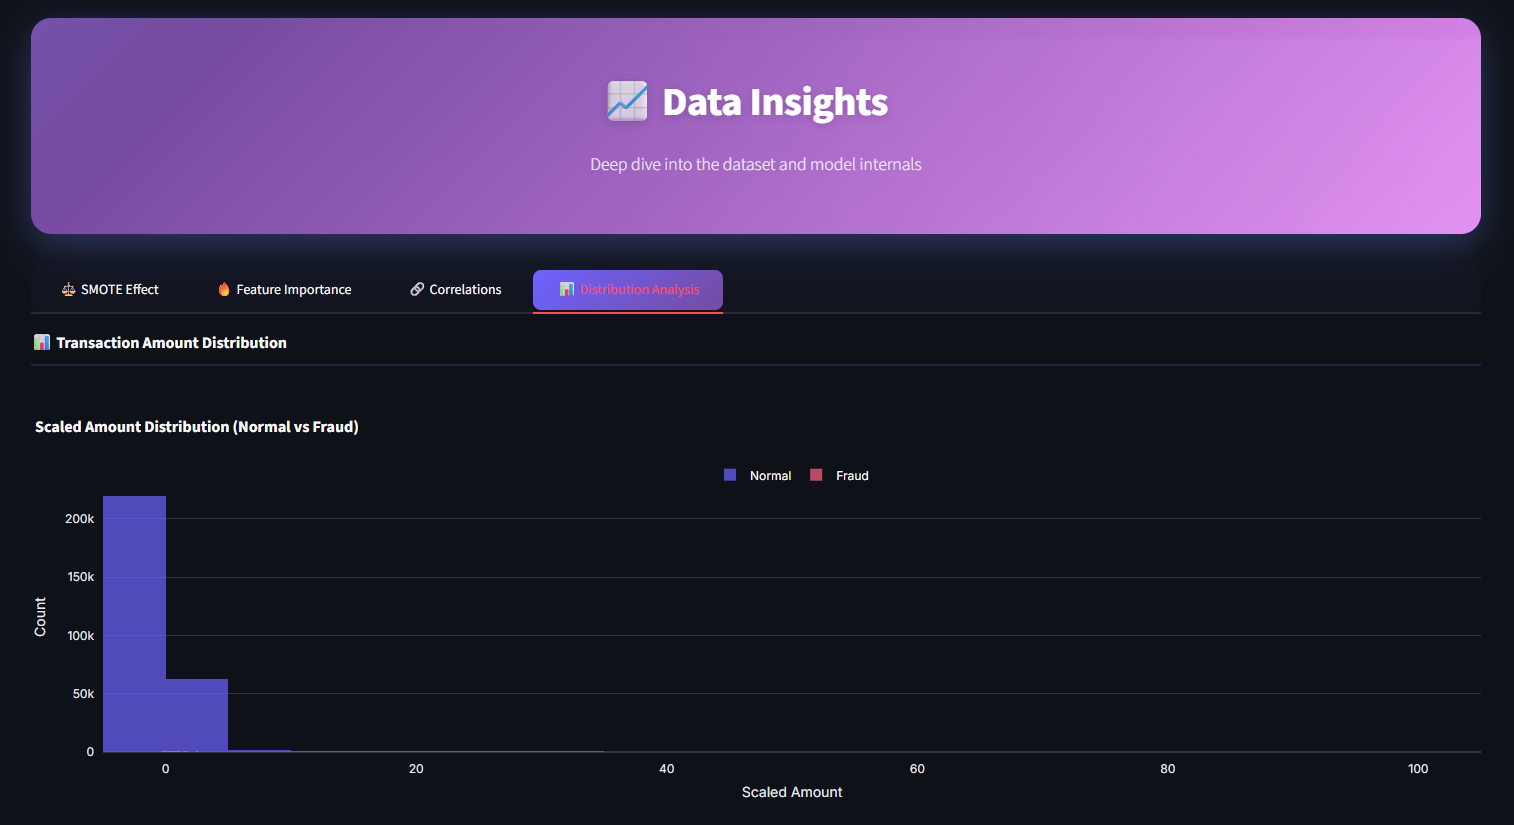 📈 Data Insights
Deep dive into the dataset and model internals
⚖️ SMOTE Effect
🔥 Feature Importance
🔗 Correlations
📊 Distribution Analysis
📊 Transaction Amount Distribution
Scaled Amount Distribution (Normal vs Fraud)
Normal
Fraud
200k
150k
100k
50k
0
Count
0
20
40
60
80
100
Scaled Amount